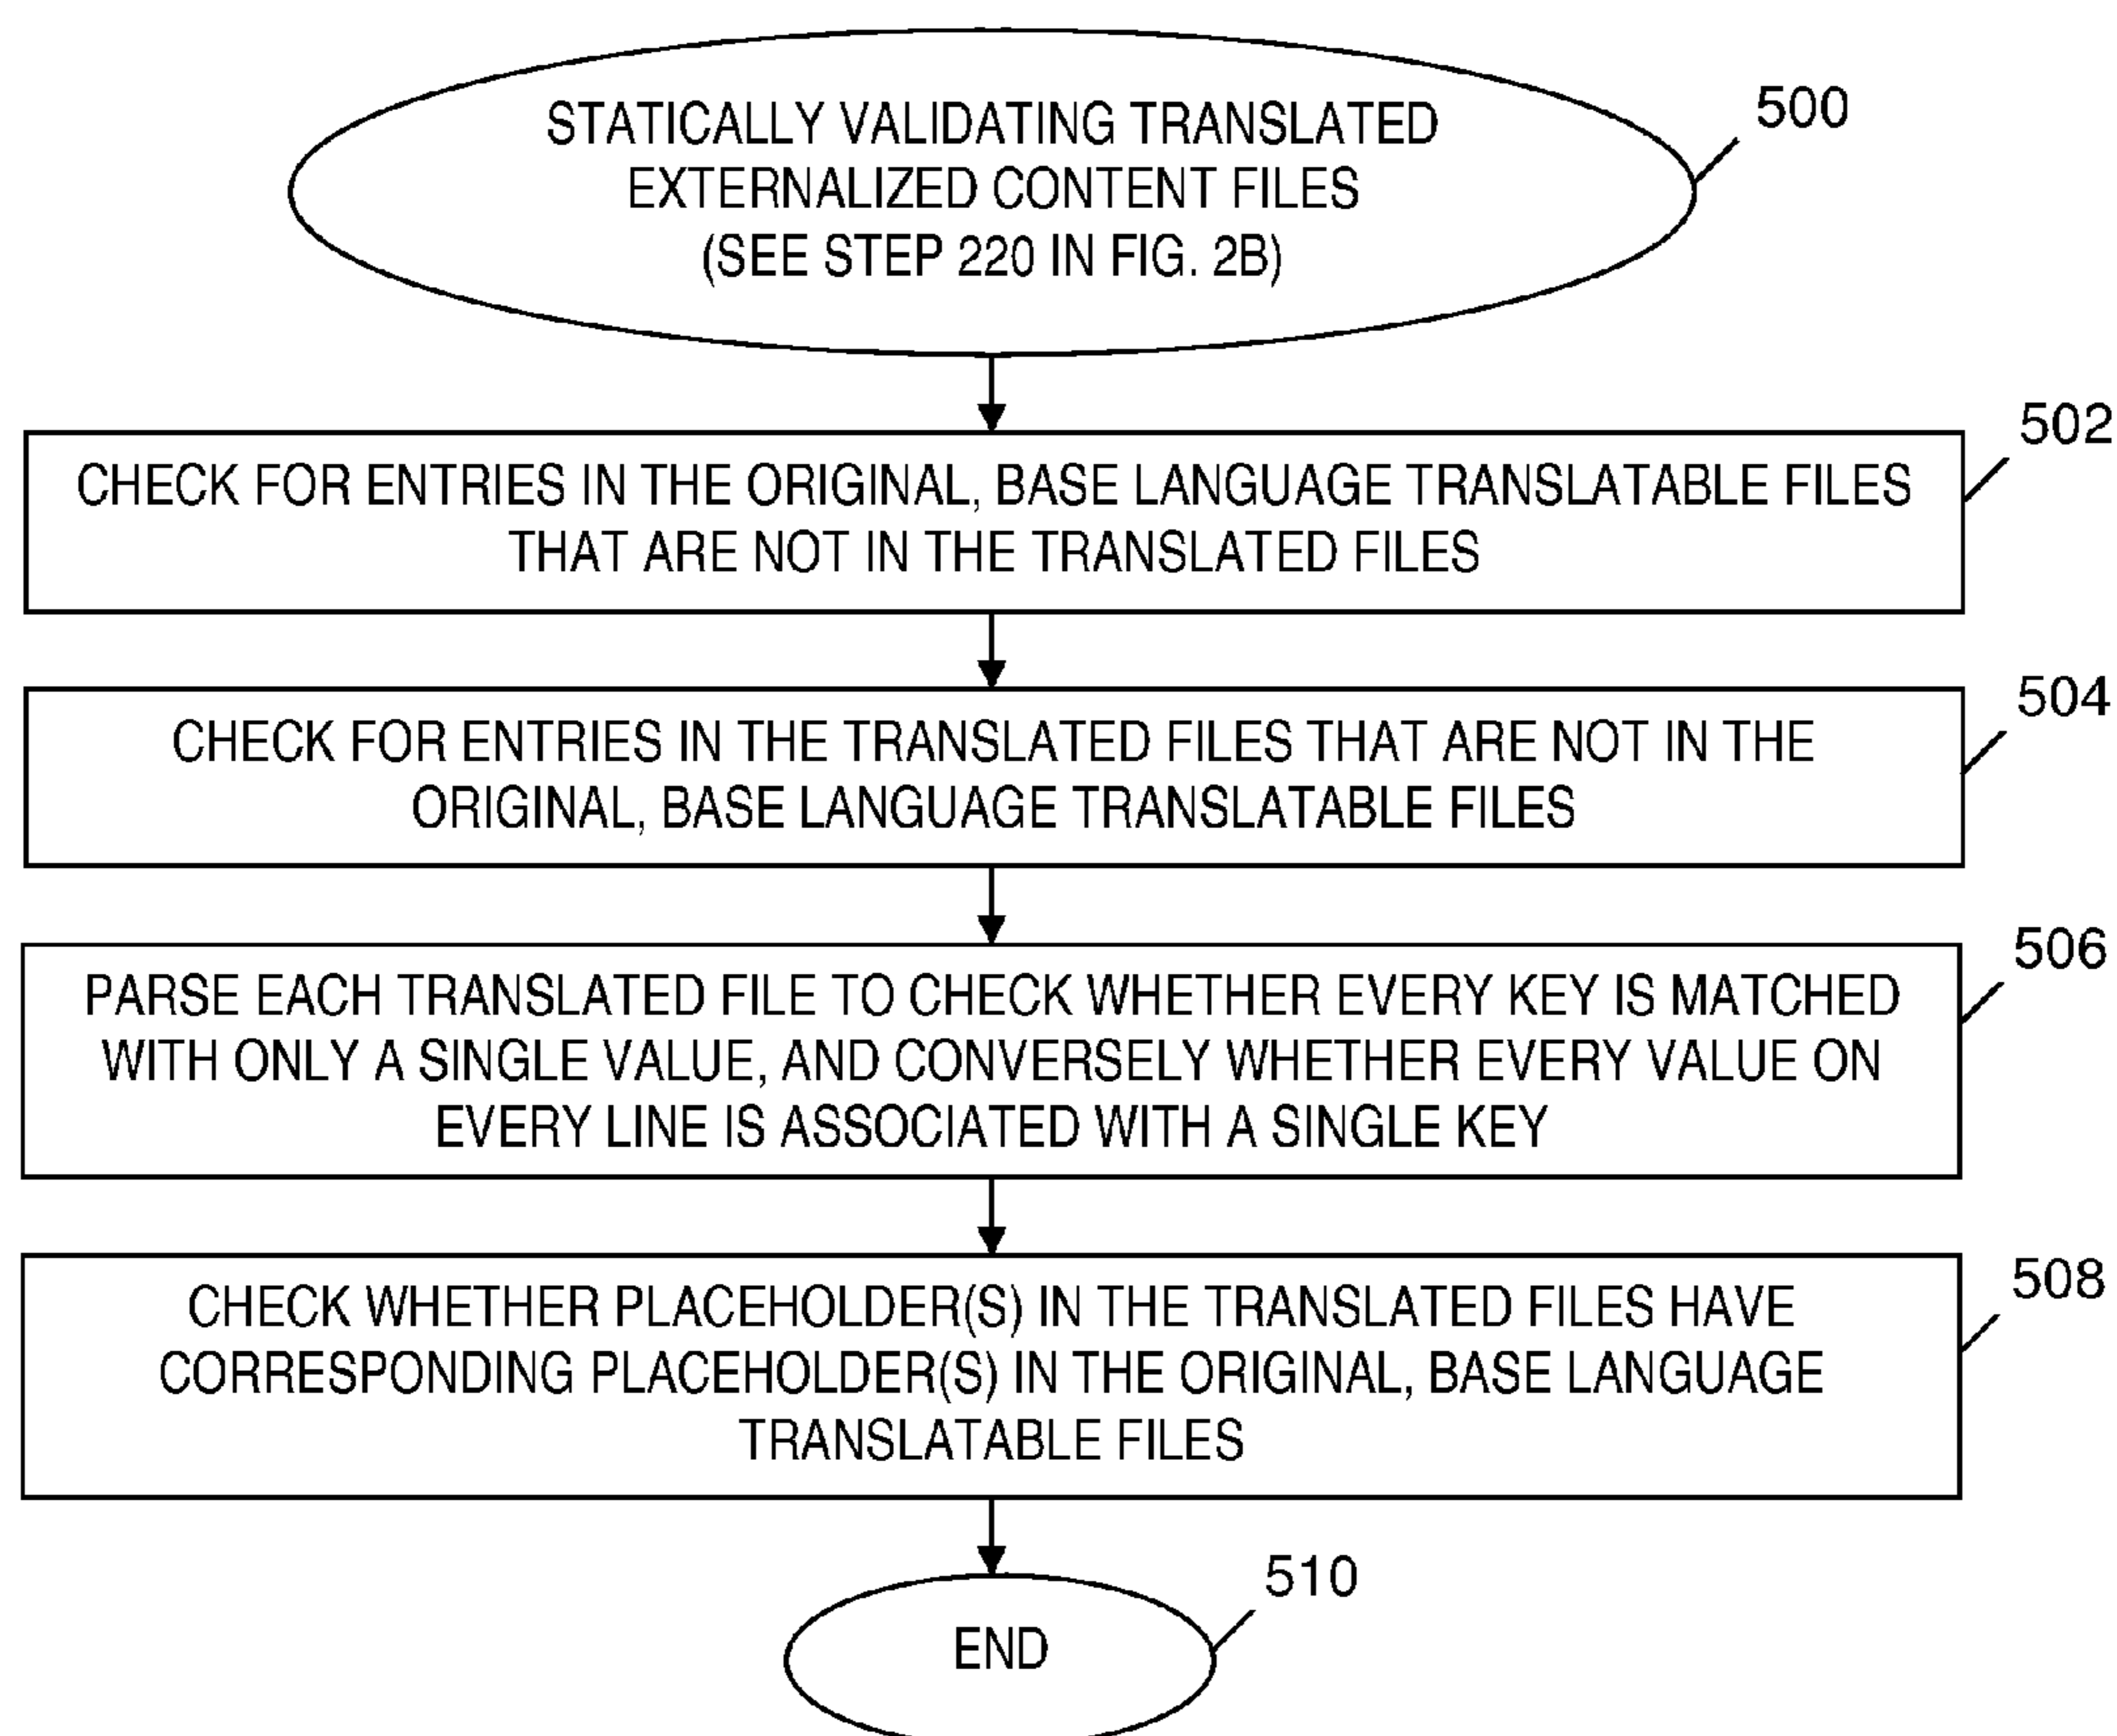 STATICALLY VALIDATING TRANSLATED
EXTERNALIZED CONTENT FILES
(SEE STEP 220 IN FIG. 2B)
500
502
CHECK FOR ENTRIES IN THE ORIGINAL, BASE LANGUAGE TRANSLATABLE FILES
THAT ARE NOT IN THE TRANSLATED FILES
504
CHECK FOR ENTRIES IN THE TRANSLATED FILES THAT ARE NOT IN THE
ORIGINAL, BASE LANGUAGE TRANSLATABLE FILES
506
PARSE EACH TRANSLATED FILE TO CHECK WHETHER EVERY KEY IS MATCHED
WITH ONLY A SINGLE VALUE, AND CONVERSELY WHETHER EVERY VALUE ON
EVERY LINE IS ASSOCIATED WITH A SINGLE KEY
508
CHECK WHETHER PLACEHOLDER(S) IN THE TRANSLATED FILES HAVE
CORRESPONDING PLACEHOLDER(S) IN THE ORIGINAL, BASE LANGUAGE
TRANSLATABLE FILES
510
END